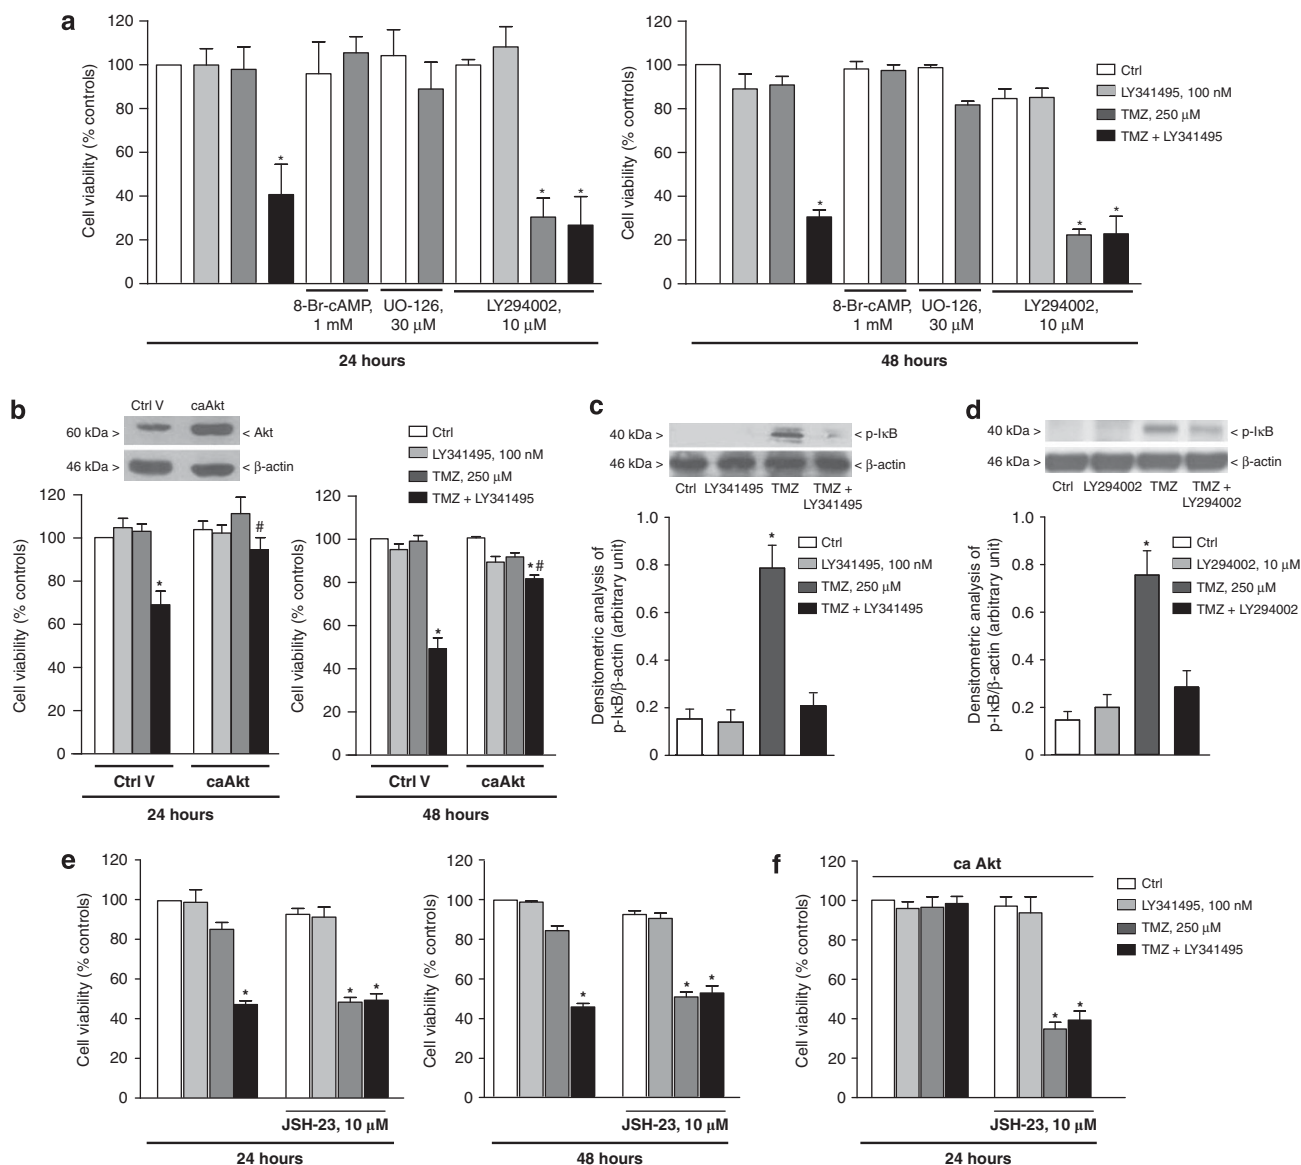 a
Cell viability (% controls)
120
100
80
60
40
20
0
*
*
*
8-Br-cAMP,
1 mM
UO-126,
30 μM
LY294002,
10 μM
24 hours
Cell viability (% controls)
120
100
80
60
40
20
0
*
*
*
8-Br-cAMP,
1 mM
UO-126,
30 μM
LY294002,
10 μM
48 hours
Ctrl
LY341495, 100 nM
TMZ, 250 μM
TMZ + LY341495
b
Ctrl V
caAkt
60 kDa >
< Akt
46 kDa >
< β-actin
Ctrl
LY341495, 100 nM
TMZ, 250 μM
TMZ + LY341495
Cell viability (% controls)
120
100
80
60
40
20
0
*
#
Ctrl V
caAkt
24 hours
Cell viability (% controls)
120
100
80
60
40
20
0
*
*#
Ctrl V
caAkt
48 hours
c
40 kDa >
< p-IκB
46 kDa >
< β-actin
Ctrl
LY341495
TMZ
TMZ +
LY341495
Densitometric analysis of
p-IκB/β-actin (arbitrary unit)
1.0
0.8
0.6
0.4
0.2
0
*
Ctrl
LY341495, 100 nM
TMZ, 250 μM
TMZ + LY341495
d
40 kDa >
< p-IκB
46 kDa >
< β-actin
Ctrl
LY294002
TMZ
TMZ +
LY294002
Densitometric analysis of
p-IκB/β-actin (arbitrary unit)
1.0
0.8
0.6
0.4
0.2
0
*
Ctrl
LY294002, 10 μM
TMZ, 250 μM
TMZ + LY294002
e
Cell viability (% controls)
120
100
80
60
40
20
0
*
*
*
JSH-23, 10 μM
24 hours
Cell viability (% controls)
120
100
80
60
40
20
0
*
*
*
JSH-23, 10 μM
48 hours
f
ca Akt
Cell viability (% controls)
120
100
80
60
40
20
0
*
*
JSH-23, 10 μM
24 hours
Ctrl
LY341495, 100 nM
TMZ, 250 μM
TMZ + LY341495